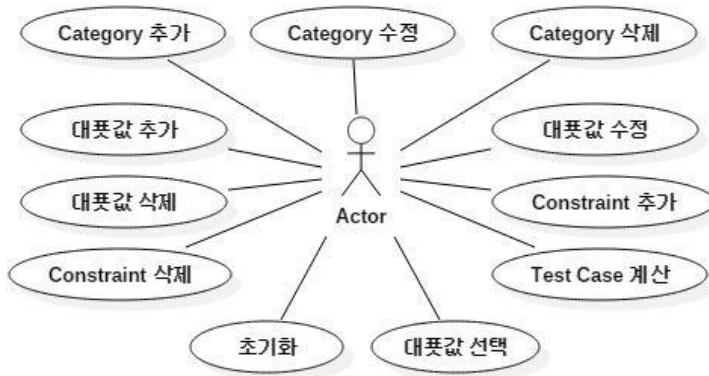 Category 추가
Category 수정
Category 삭제
대푯값 추가
대푯값 수정
대푯값 삭제
Constraint 추가
Actor
Constraint 삭제
Test Case 계산
초기화
대푯값 선택